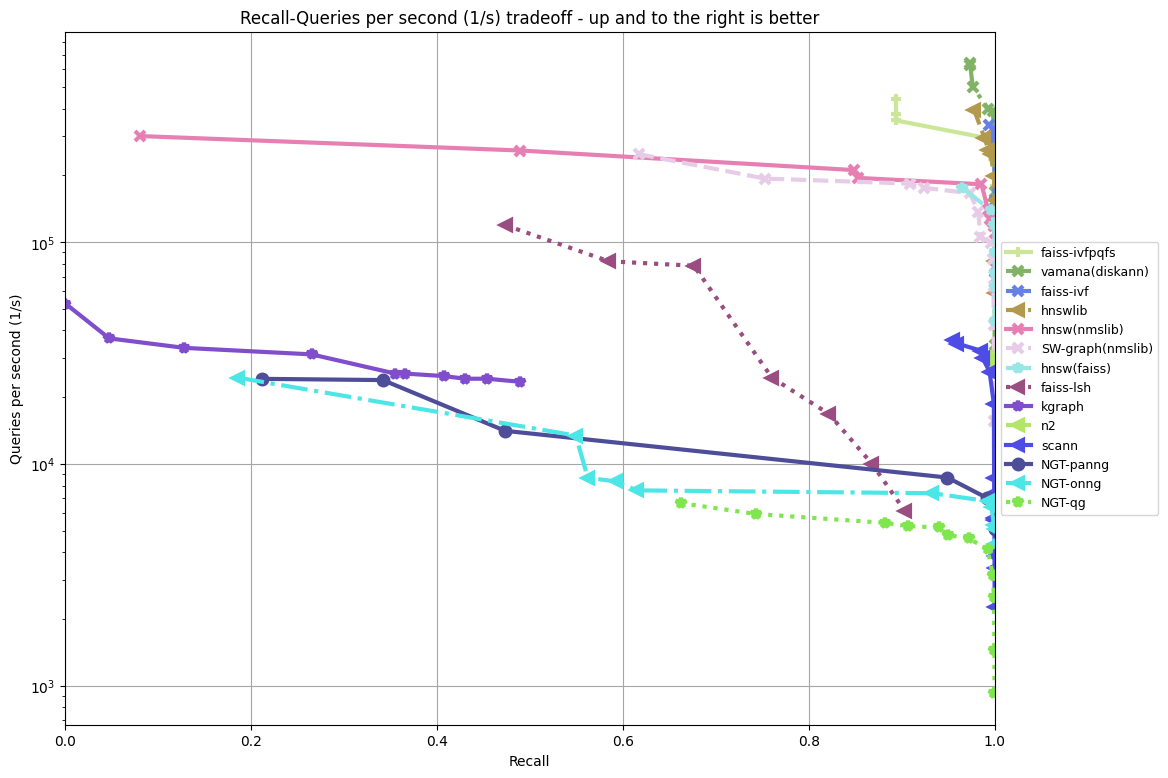 Recall-Queries per second (1/s) tradeoff - up and to the right is better
Queries per second (1/s)
10^5
10^4
10^3
0.0 0.2 0.4 0.6 0.8 1.0
Recall
faiss-ivfpqfs
vamana(diskann)
faiss-ivf
hnswlib
hnsw(nmslib)
SW-graph(nmslib)
hnsw(faiss)
faiss-lsh
kgraph
n2
scann
NGT-panng
NGT-onng
NGT-qg